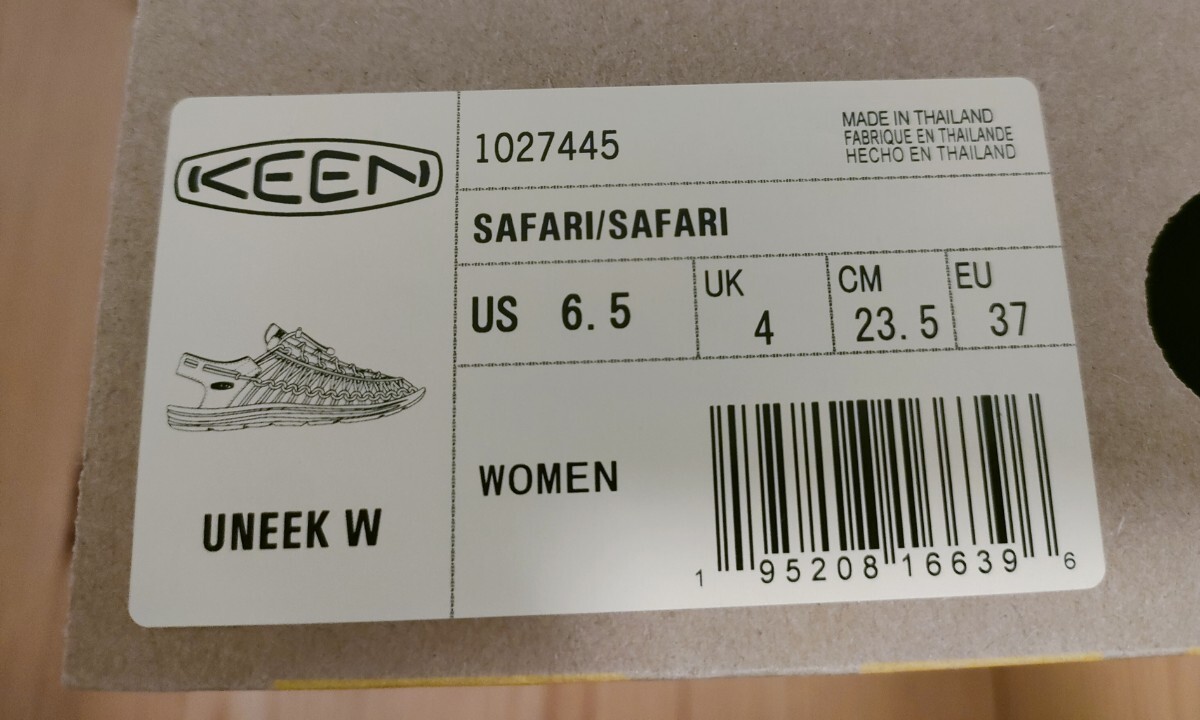 KEEN
UNEEK W
1027445
MADE IN THAILAND
FABRIQUE EN THAILANDE
HECHO EN THAILAND
SAFARI/SAFARI
US 6.5
UK 4
CM 23.5
EU 37
WOMEN
1 95208 16639 6